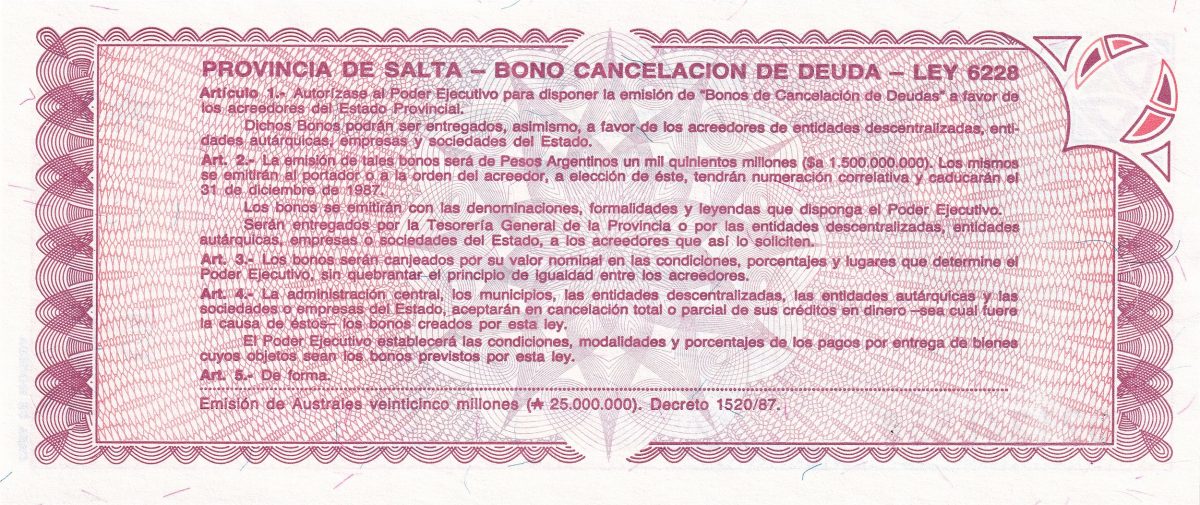 PROVINCIA DE SALTA – BONO CANCELACION DE DEUDA – LEY 6228
Artículo 1.- Autorízase al Poder Ejecutivo para disponer la emisión de "Bonos de Cancelación de Deudas" a favor de
los acreedores del Estado Provincial.
Dichos Bonos podrán ser entregados, asimismo, a favor de los acreedores de entidades descentralizadas, enti-
dades autárquicas, empresas y sociedades del Estado.
Art. 2.- La emisión de tales bonos será de Pesos Argentinos un mil quinientos millones ($a 1.500.000.000). Los mismos
se emitirán al portador o a la orden del acreedor, a elección de éste, tendrán numeración correlativa y caducarán el
31 de diciembre de 1987.
Los bonos se emitirán con las denominaciones, formalidades y leyendas que disponga el Poder Ejecutivo.
Serán entregados por la Tesorería General de la Provincia o por las entidades descentralizadas, entidades
autárquicas, empresas o sociedades del Estado, a los acreedores que así lo soliciten.
Art. 3.- Los bonos serán canjeados por su valor nominal en las condiciones, porcentajes y lugares que determine el
Poder Ejecutivo, sin quebrantar el principio de igualdad entre los acreedores.
Art. 4.- La administración central, los municipios, las entidades descentralizadas, las entidades autárquicas y las
sociedades o empresas del Estado, aceptarán en cancelación total o parcial de sus créditos en dinero –sea cual fuere
la causa de éstos– los bonos creados por esta ley.
El Poder Ejecutivo establecerá las condiciones, modalidades y porcentajes de los pagos por entrega de bienes
cuyos objetos sean los bonos previstos por esta ley.
Art. 5.- De forma.
Emisión de Australes veinticinco millones (₳ 25.000.000). Decreto 1520/87.